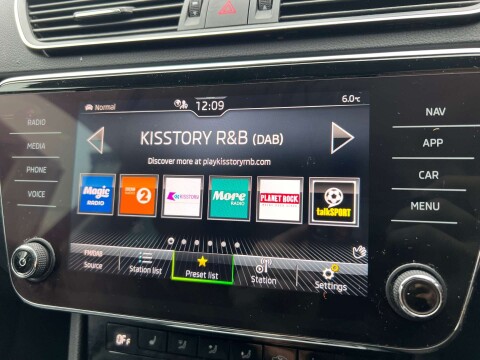 Normal
12:09
6.0°C
RADIO
MEDIA
PHONE
VOICE
KISSTORY R&B (DAB)
Discover more at playkisstoryrnb.com
Magic
RADIO
2
KISSTORY
More
RADIO
PLANET ROCK
talkSPORT
FM/DAB
Source
Station list
Preset list
Station
Settings
NAV
APP
CAR
MENU
OFF